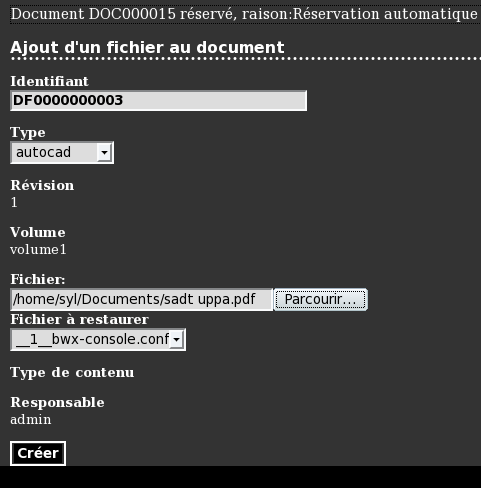 Document DOC000015 réservé, raison:Réservation automatique
Ajout d'un fichier au document
Identifiant
DF0000000003
Type
autocad
Révision
1
Volume
volume1
Fichier:
/home/syl/Documents/sadt uppa.pdf Parcourir...
Fichier à restaurer
__1__bwx-console.conf
Type de contenu
Responsable
admin
Créer